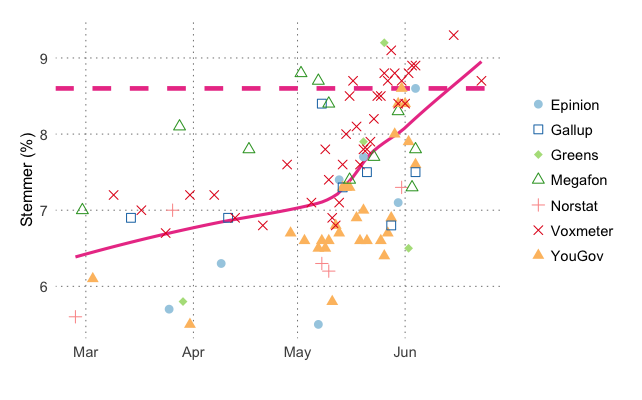 Stemmer (%)
9
8
7
6
Mar
Apr
May
Jun
Epinion
Gallup
Greens
Megafon
Norstat
Voxmeter
YouGov